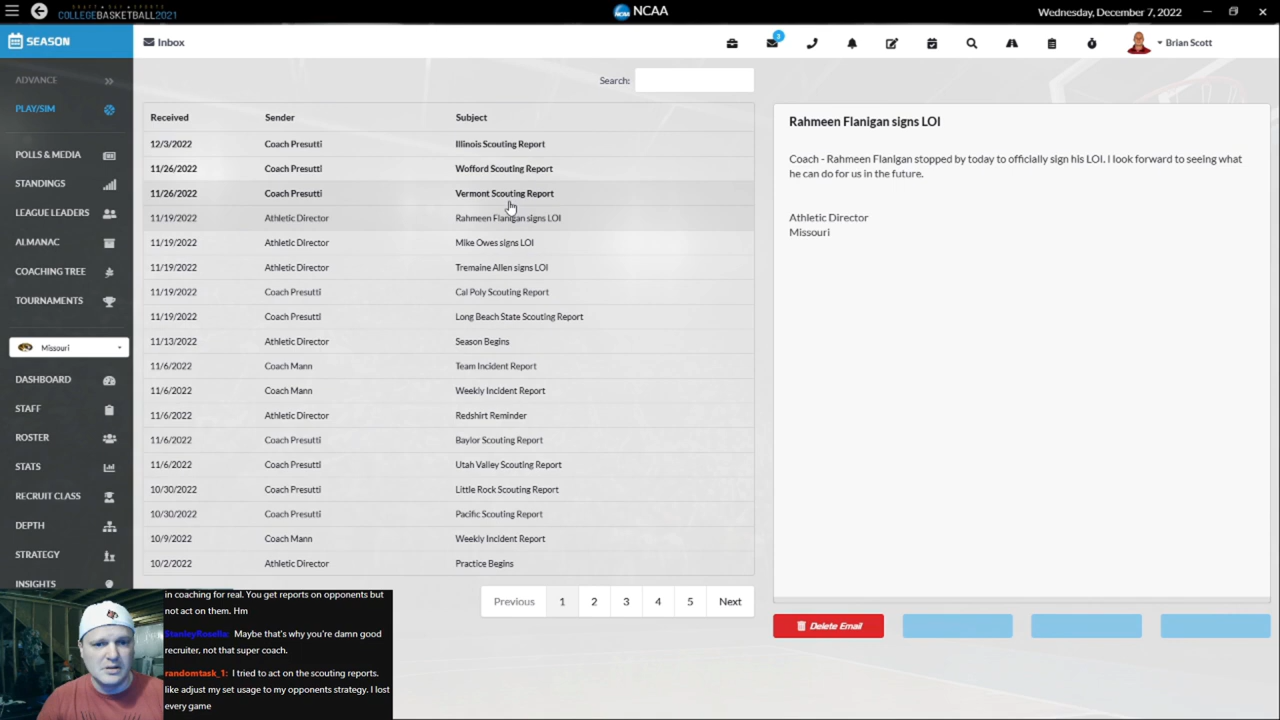 DRAFT DAY SPORTS
COLLEGEBASKETBALL2021
NCAA
Wednesday, December 7, 2022
SEASON
Inbox
3
Brian Scott
ADVANCE
PLAY/SIM
POLLS & MEDIA
STANDINGS
LEAGUE LEADERS
ALMANAC
COACHING TREE
TOURNAMENTS
Missouri
DASHBOARD
STAFF
ROSTER
STATS
RECRUIT CLASS
DEPTH
STRATEGY
INSIGHTS
Search:
Received Sender Subject
12/3/2022 Coach Presutti Illinois Scouting Report
11/26/2022 Coach Presutti Wofford Scouting Report
11/26/2022 Coach Presutti Vermont Scouting Report
11/19/2022 Athletic Director Rahmeen Flanigan signs LOI
11/19/2022 Athletic Director Mike Owes signs LOI
11/19/2022 Athletic Director Tremaine Allen signs LOI
11/19/2022 Coach Presutti Cal Poly Scouting Report
11/19/2022 Coach Presutti Long Beach State Scouting Report
11/13/2022 Athletic Director Season Begins
11/6/2022 Coach Mann Team Incident Report
11/6/2022 Coach Mann Weekly Incident Report
11/6/2022 Athletic Director Redshirt Reminder
11/6/2022 Coach Presutti Baylor Scouting Report
11/6/2022 Coach Presutti Utah Valley Scouting Report
10/30/2022 Coach Presutti Little Rock Scouting Report
10/30/2022 Coach Presutti Pacific Scouting Report
10/9/2022 Coach Mann Weekly Incident Report
10/2/2022 Athletic Director Practice Begins
Previous 1 2 3 4 5 Next
Rahmeen Flanigan signs LOI
Coach - Rahmeen Flanigan stopped by today to officially sign his LOI. I look forward to seeing what
he can do for us in the future.
Athletic Director
Missouri
Delete Email
in coaching for real. You get reports on opponents but
not act on them. Hm
StanleyRosella: Maybe that's why you're damn good
recruiter, not that super coach.
randomtask_1: I tried to act on the scouting reports.
like adjust my set usage to my opponents strategy. I lost
every game